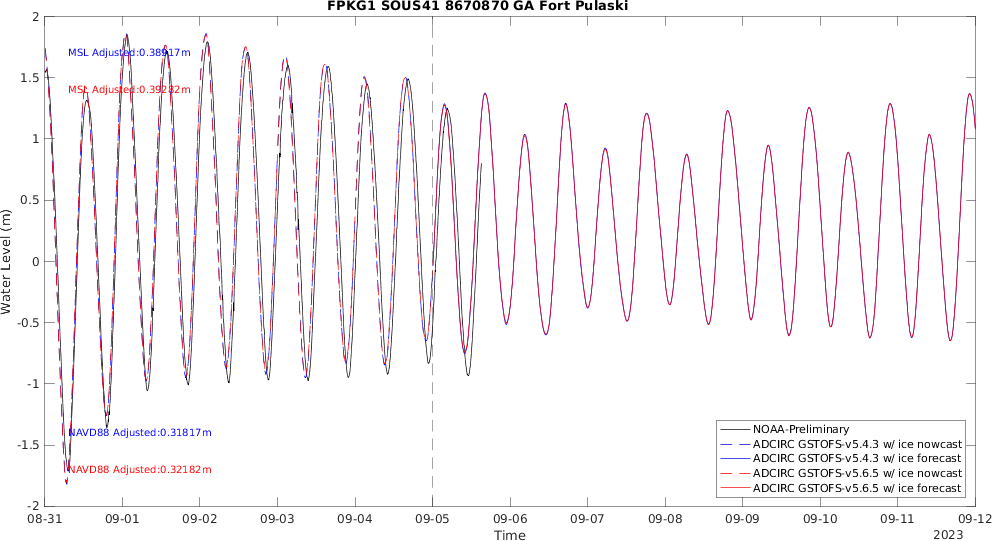 FPKG1 SOUS41 8670870 GA Fort Pulaski
2
1.5
1
0.5
0
-0.5
-1
-1.5
-2
Water Level (m)
MSL Adjusted:0.38917m
MSL Adjusted:0.39282m
NAVD88 Adjusted:0.31817m
NAVD88 Adjusted:0.32182m
NOAA-Preliminary
ADCIRC GSTOFS-v5.4.3 w/ ice nowcast
ADCIRC GSTOFS-v5.4.3 w/ ice forecast
ADCIRC GSTOFS-v5.6.5 w/ ice nowcast
ADCIRC GSTOFS-v5.6.5 w/ ice forecast
08-31 09-01 09-02 09-03 09-04 09-05 09-06 09-07 09-08 09-09 09-10 09-11 09-12
Time
2023